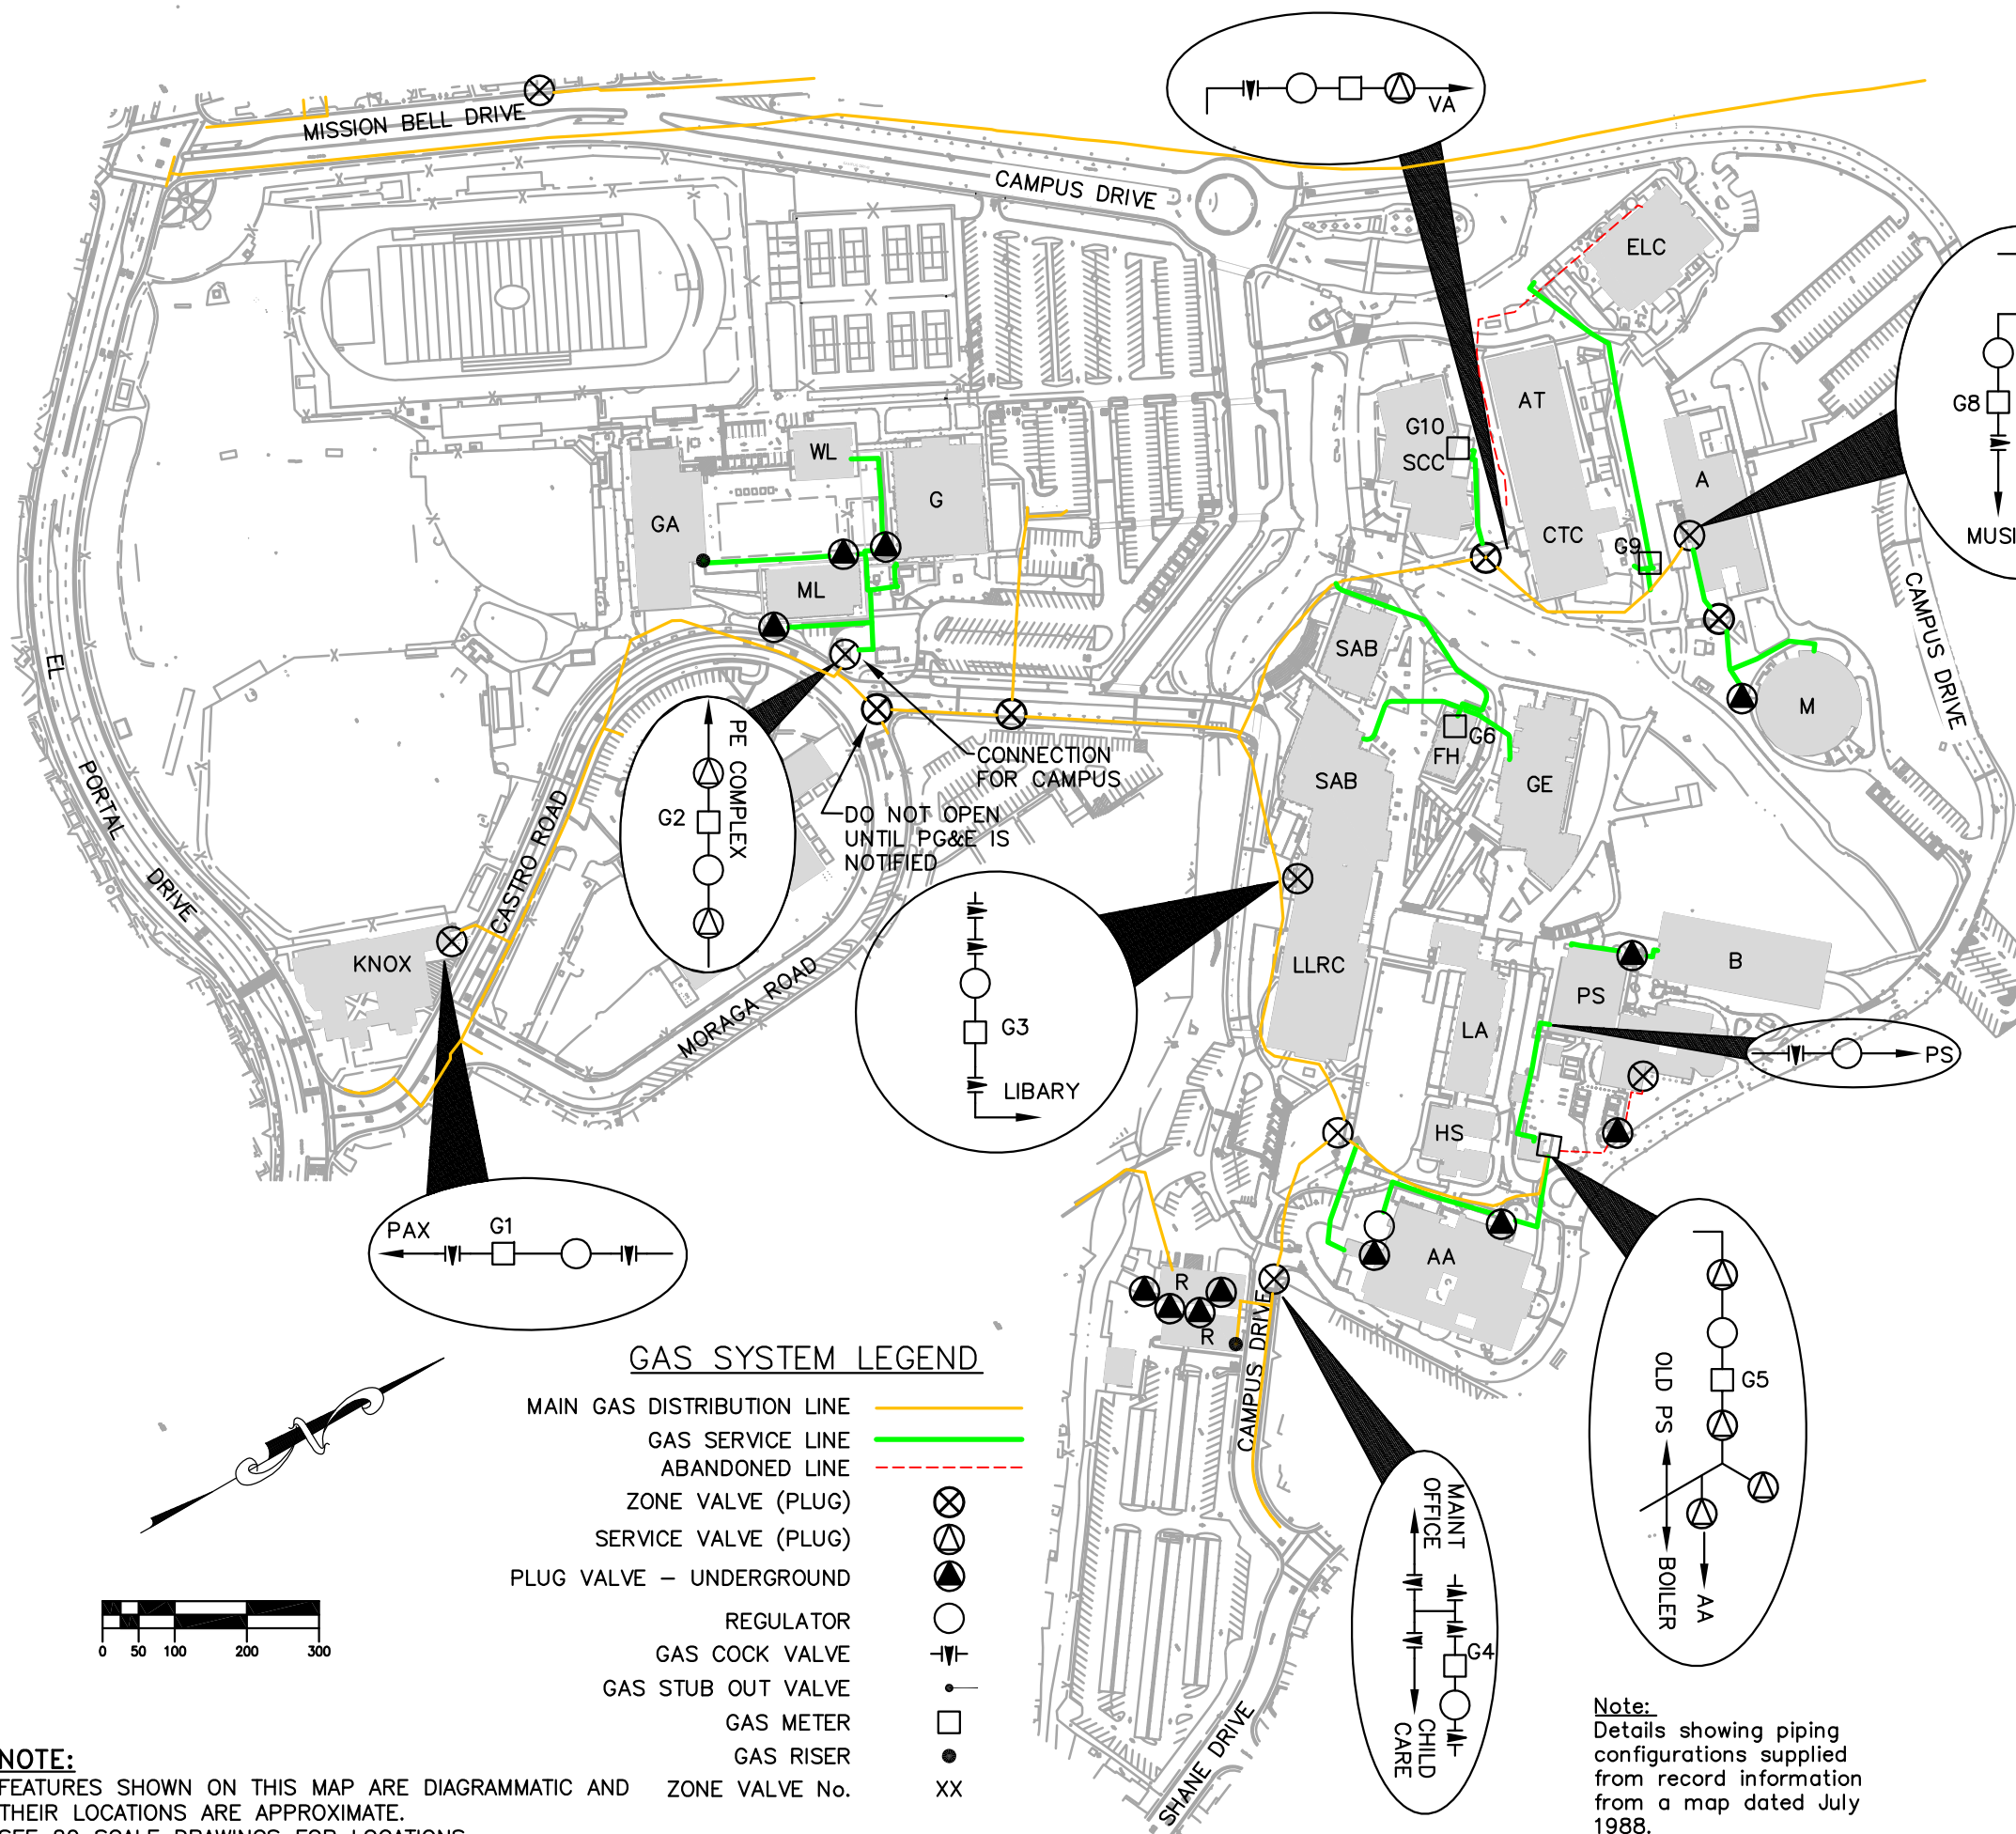 MISSION BELL DRIVE
CAMPUS DRIVE
VA
ELC
AT
G10
SCC
CTC
G9
A
G8
MUSI
WL
G
GA
ML
SAB
M
CAMPUS DRIVE
EL
PORTAL
DRIVE
PE COMPLEX
G2
CONNECTION
FOR CAMPUS
DO NOT OPEN
UNTIL PG&E IS
NOTIFIED
SAB
FH
G6
GE
CASTRO ROAD
KNOX
MORAGA ROAD
LLRC
G3
LIBARY
LA
PS
B
PS
HS
AA
PAX
G1
R
R
CAMPUS DRIVE
OLD PS
G5
BOILER
AA
MAINT
OFFICE
G4
CHILD
CARE
SHANE DRIVE
GAS SYSTEM LEGEND
MAIN GAS DISTRIBUTION LINE
GAS SERVICE LINE
ABANDONED LINE
ZONE VALVE (PLUG)
SERVICE VALVE (PLUG)
PLUG VALVE – UNDERGROUND
REGULATOR
GAS COCK VALVE
GAS STUB OUT VALVE
GAS METER
GAS RISER
ZONE VALVE No. XX
0 50 100 200 300
NOTE:
FEATURES SHOWN ON THIS MAP ARE DIAGRAMMATIC AND
THEIR LOCATIONS ARE APPROXIMATE.
Note:
Details showing piping
configurations supplied
from record information
from a map dated July
1988.